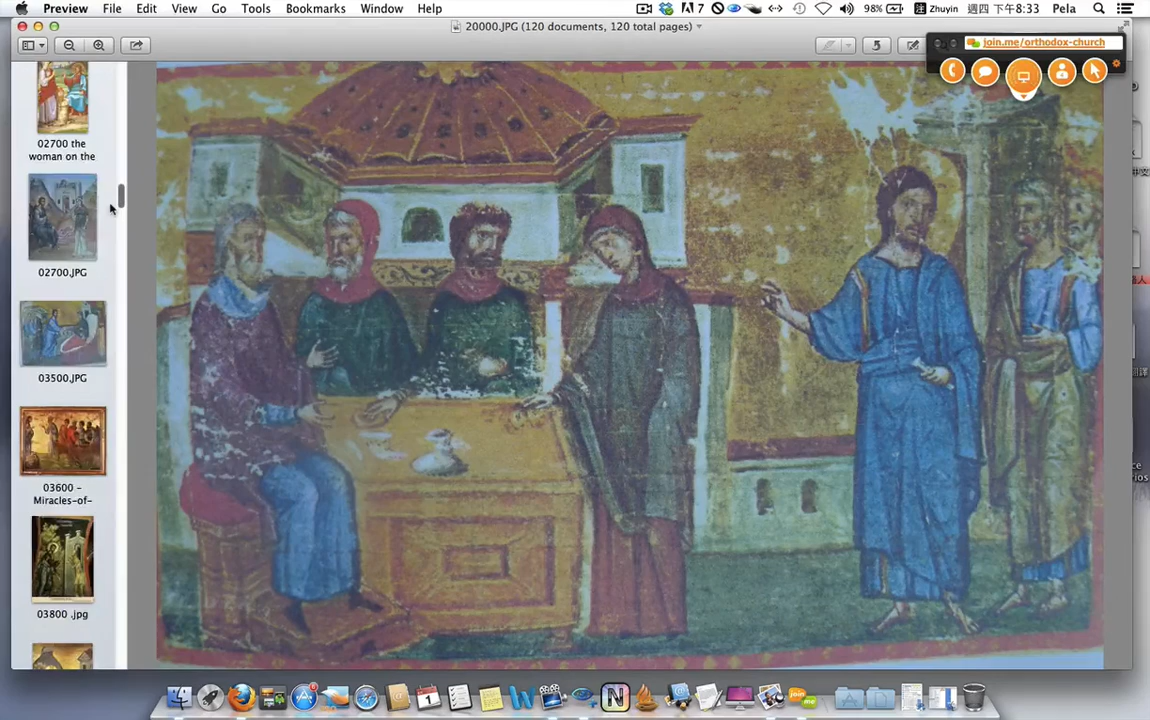 Preview File Edit View Go Tools Bookmarks Window Help
7 98% Zhuyin 週四 下午8:33 Pela
20000.JPG (120 documents, 120 total pages)
join.me/orthodox-church
02700 the
woman on the
02700.JPG
03500.JPG
03600 -
Miracles-of-
03800 .jpg